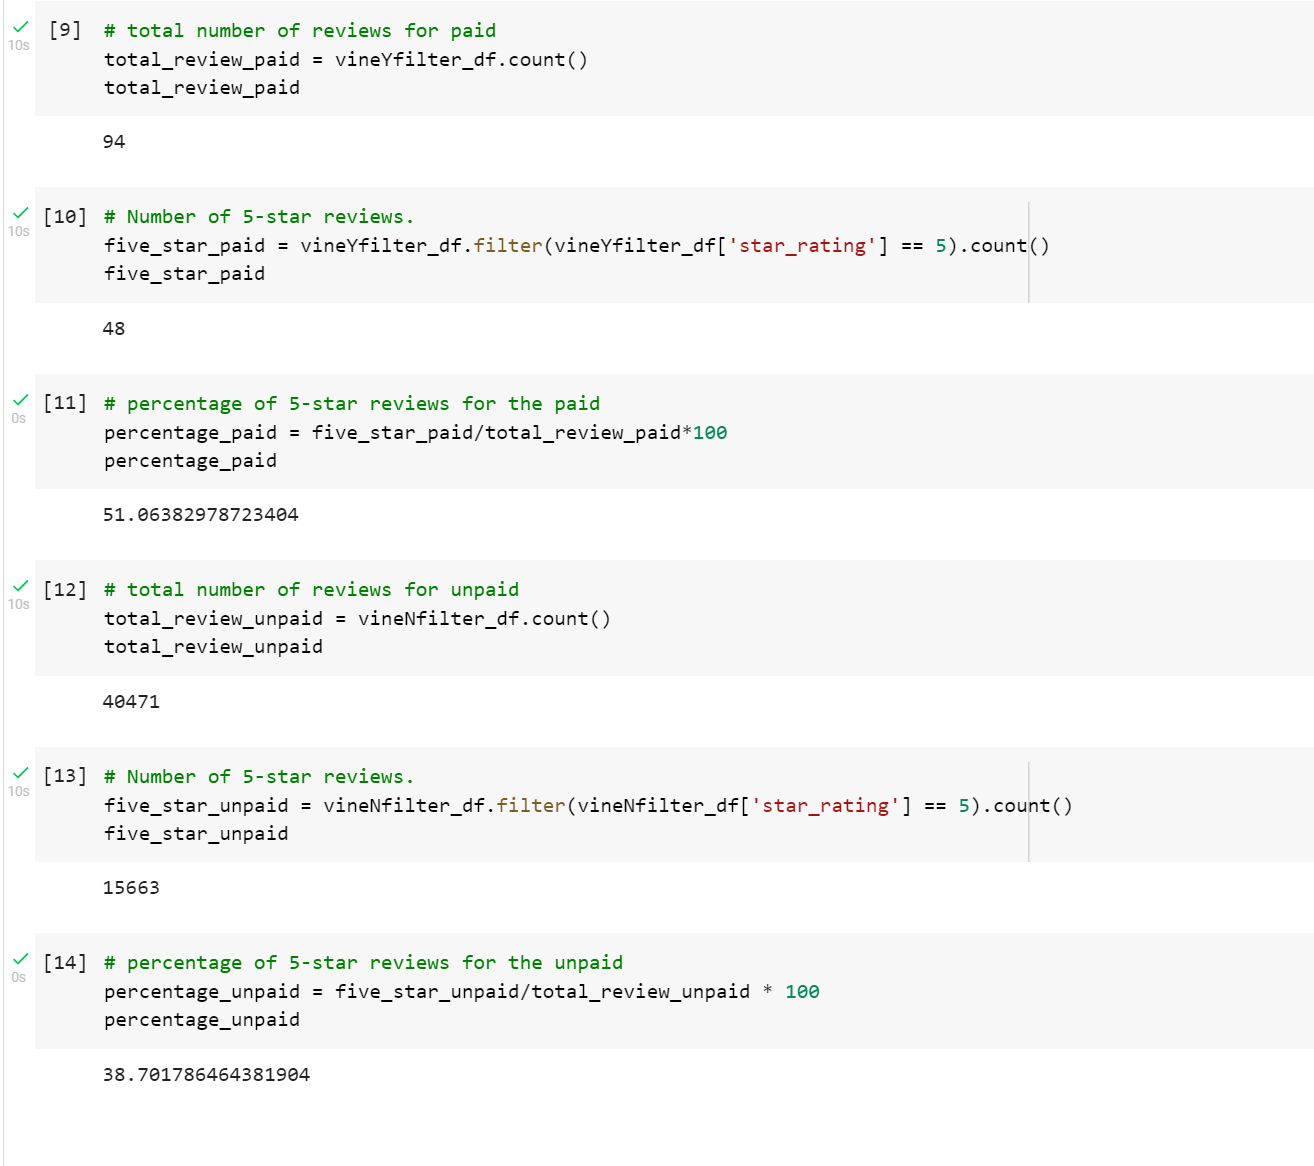 [9] # total number of reviews for paid
10s total_review_paid = vineYfilter_df.count()
total_review_paid
94
[10] # Number of 5-star reviews.
10s five_star_paid = vineYfilter_df.filter(vineYfilter_df['star_rating'] == 5).count()
five_star_paid
48
[11] # percentage of 5-star reviews for the paid
0s percentage_paid = five_star_paid/total_review_paid*100
percentage_paid
51.06382978723404
[12] # total number of reviews for unpaid
10s total_review_unpaid = vineNfilter_df.count()
total_review_unpaid
40471
[13] # Number of 5-star reviews.
10s five_star_unpaid = vineNfilter_df.filter(vineNfilter_df['star_rating'] == 5).count()
five_star_unpaid
15663
[14] # percentage of 5-star reviews for the unpaid
0s percentage_unpaid = five_star_unpaid/total_review_unpaid * 100
percentage_unpaid
38.701786464381904